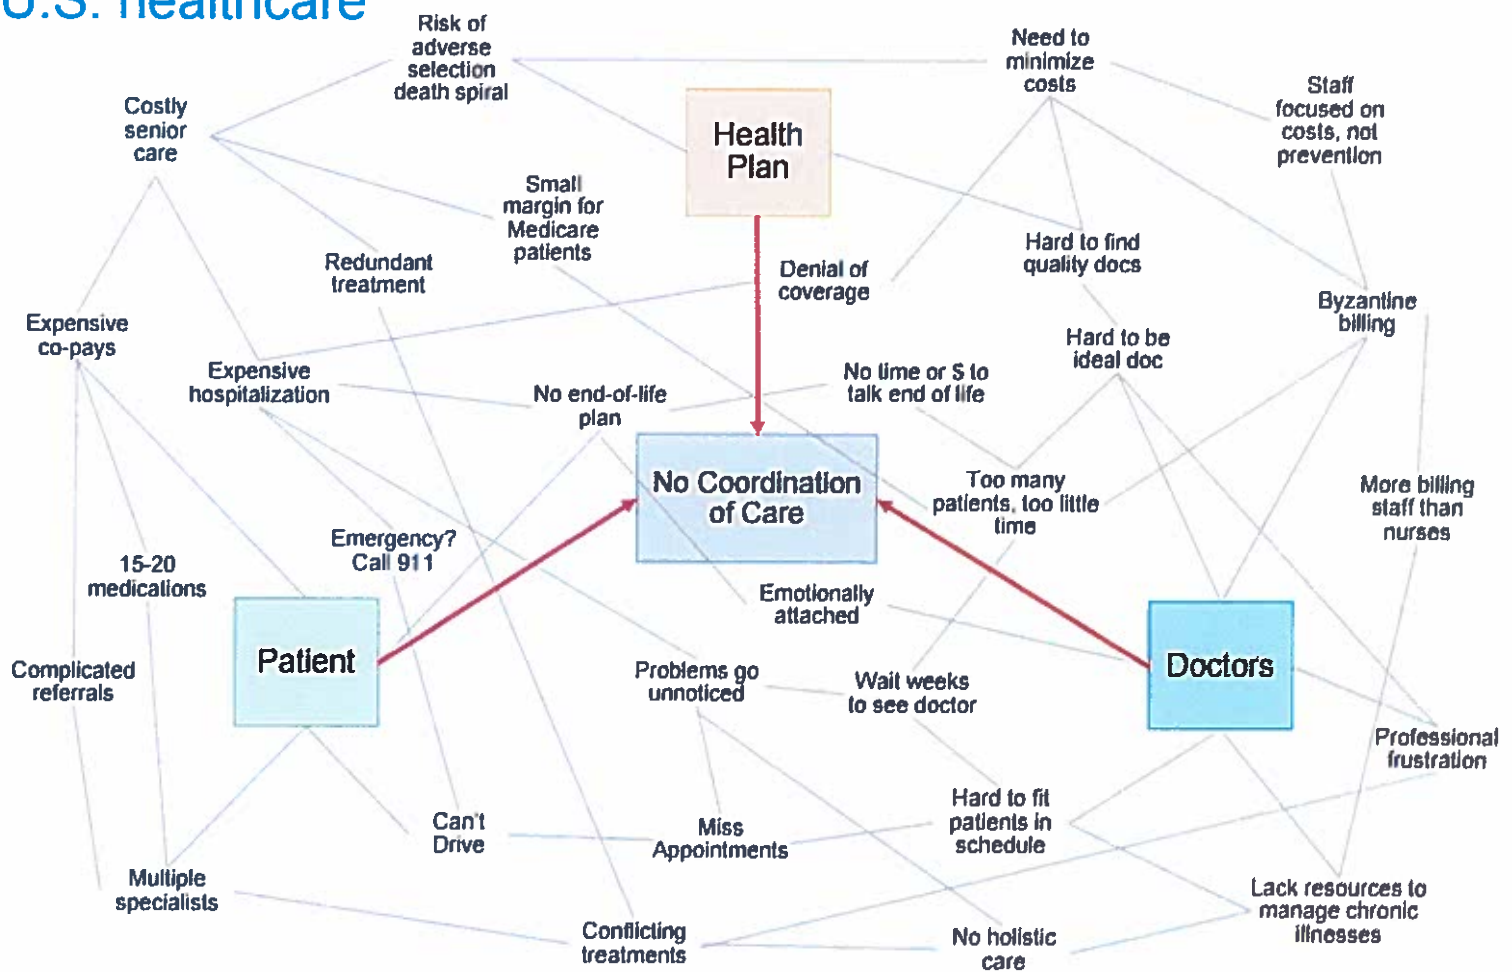 U.S. healthcare
Risk of
adverse
selection
death spiral
Need to
minimize
costs
Staff
focused on
costs, not
prevention
Costly
senior
care
Health
Plan
Small
margin for
Medicare
patients
Redundant
treatment
Denial of
coverage
Hard to find
quality docs
Byzantine
billing
Expensive
co-pays
Hard to be
ideal doc
Expensive
hospitalization
No end-of-life
plan
No time or $ to
talk end of life
No Coordination
of Care
Too many
patients, too little
time
More billing
staff than
nurses
Emergency?
Call 911
15-20
medications
Emotionally
attached
Patient
Doctors
Complicated
referrals
Problems go
unnoticed
Wait weeks
to see doctor
Professional
frustration
Can't
Drive
Miss
Appointments
Hard to fit
patients in
schedule
Multiple
specialists
Lack resources to
manage chronic
illnesses
Conflicting
treatments
No holistic
care